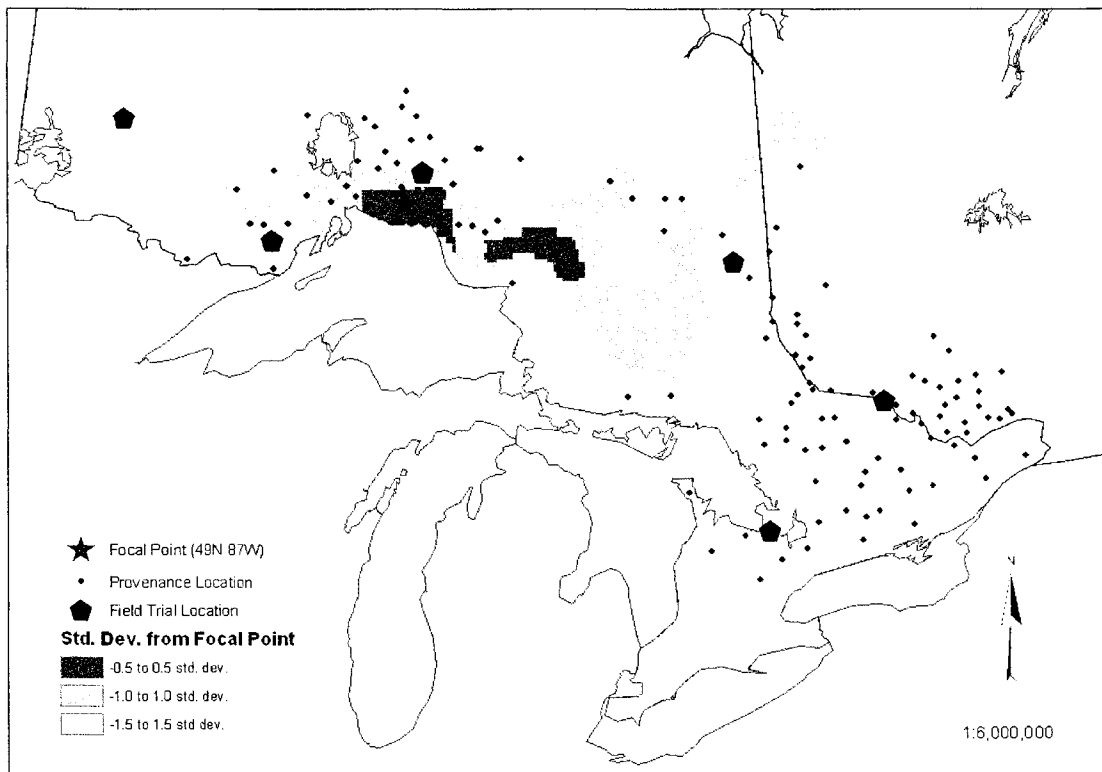 Focal Point (49N 87W)
Provenance Location
Field Trial Location
Std. Dev. from Focal Point
-0.5 to 0.5 std. dev.
-1.0 to 1.0 std. dev.
-1.5 to 1.5 std dev.
N
1:6,000,000